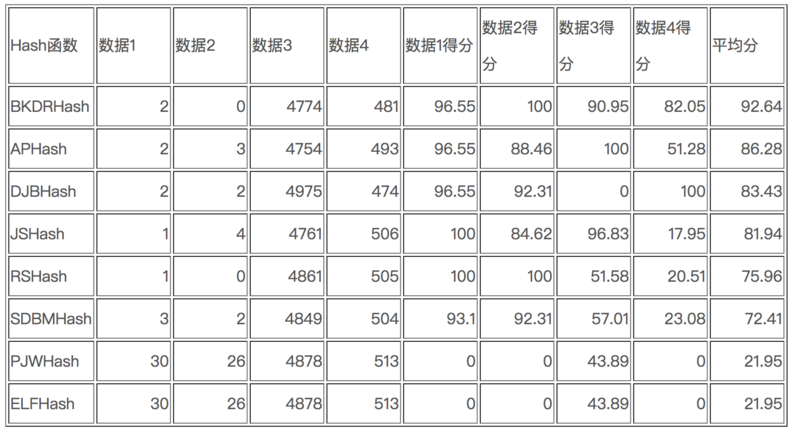 Hash函数 数据1 数据2 数据3 数据4 数据1得分 数据2得分 数据3得分 数据4得分 平均分
BKDRHash 2 0 4774 481 96.55 100 90.95 82.05 92.64
APHash 2 3 4754 493 96.55 88.46 100 51.28 86.28
DJBHash 2 2 4975 474 96.55 92.31 0 100 83.43
JSHash 1 4 4761 506 100 84.62 96.83 17.95 81.94
RSHash 1 0 4861 505 100 100 51.58 20.51 75.96
SDBMHash 3 2 4849 504 93.1 92.31 57.01 23.08 72.41
PJWHash 30 26 4878 513 0 0 43.89 0 21.95
ELFHash 30 26 4878 513 0 0 43.89 0 21.95